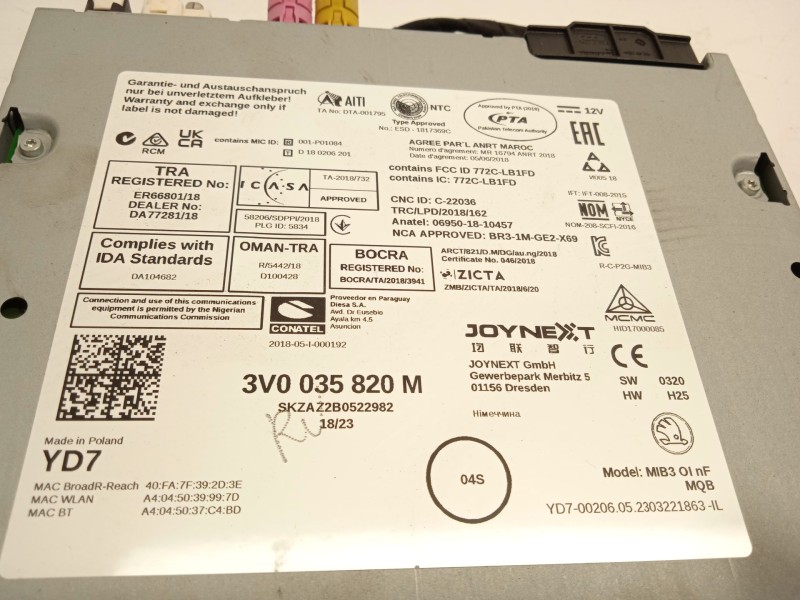 Garantie- und Austauschanspruch
nur bei unverletztem Aufkleber!
Warranty and exchange only if
label is not damaged!
AITI
TA No: DTA-001795
NTC
Type Approved
No.: ESD - 1817369C
Approved by PTA (2018)
PTA
Pakistan Telecom Authority
12V
EAC
RCM
UK
CA
contains MIC ID:
001-P01084
D 18 0206 201
AGREE PAR'L ANRT MAROC
Numero d'agrement: MR 16794 ANRT 2018
Date d'agrement: 05/06/2018
И005 18
TRA
REGISTERED No:
ER66801/18
DEALER No:
DA77281/18
ICASA
TA-2018/732
APPROVED
58206/SDPPI/2018
PLG ID: 5834
contains FCC ID 772C-LB1FD
contains IC: 772C-LB1FD
CNC ID: C-22036
TRC/LPD/2018/162
Anatel: 06950-18-10457
NCA APPROVED: BR3-1M-GE2-X69
IFT: IFT-008-2015
NOM
NYCE
NOM-208-SCFI-2016
Complies with
IDA Standards
DA104682
OMAN-TRA
R/5442/18
D100428
BOCRA
REGISTERED No:
BOCRA/TA/2018/3941
ARCT/821/D.M/DG/au.ng/2018
Certificate No. 046/2018
ZICTA
ZMB/ZICTA/TA/2018/6/20
R-C-P2G-MIB3
Connection and use of this communications
equipment is permitted by the Nigerian
Communications Commission
CONATEL
Proveedor en Paraguay
Diesa S.A.
Avd. Dr Eusebio
Ayala km 4.5
Asuncion
2018-05-I-000192
MCMC
HID17000085
JOYNEXT
JOYNEXT GmbH
Gewerbepark Merbitz 5
01156 Dresden
CE
SW 0320
HW H25
3V0 035 820 M
SKZAZ2B0522982
18/23
Німеччина
Made in Poland
YD7
04S
Model: MIB3 OI nF
MQB
MAC BroadR-Reach 40:FA:7F:39:2D:3E
MAC WLAN A4:04:50:39:99:7D
MAC BT A4:04:50:37:C4:BD
YD7-00206.05.2303221863-IL